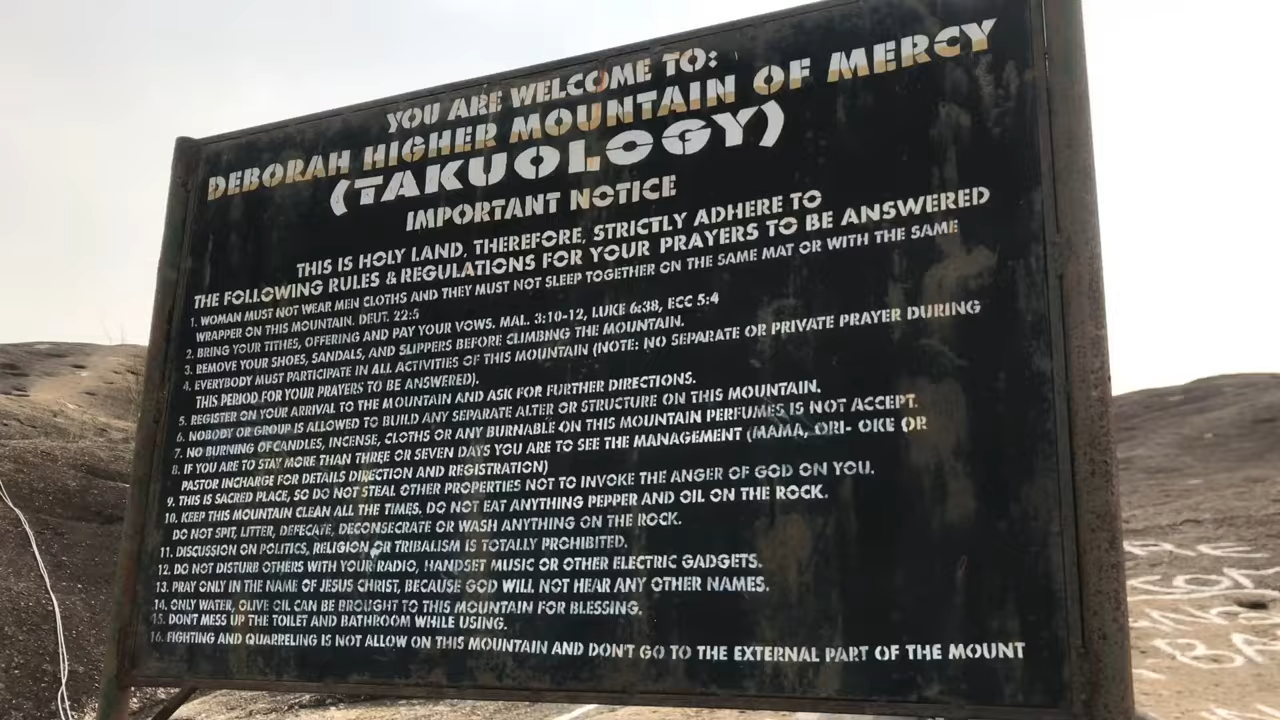 YOU ARE WELCOME TO:
DEBORAH HIGHER MOUNTAIN OF MERCY
(TAKUOLOGY)
IMPORTANT NOTICE
THIS IS HOLY LAND, THEREFORE, STRICTLY ADHERE TO
THE FOLLOWING RULES & REGULATIONS FOR YOUR PRAYERS TO BE ANSWERED
1. WOMAN MUST NOT WEAR MEN CLOTHS AND THEY MUST NOT SLEEP TOGETHER ON THE SAME MAT OR WITH THE SAME
WRAPPER ON THIS MOUNTAIN. DEUT. 22:5
2. BRING YOUR TITHES, OFFERING AND PAY YOUR VOWS. MAL. 3:10-12, LUKE 6:38, ECC 5:4
3. REMOVE YOUR SHOES, SANDALS, AND SLIPPERS BEFORE CLIMBING THE MOUNTAIN.
4. EVERYBODY MUST PARTICIPATE IN ALL ACTIVITIES OF THIS MOUNTAIN (NOTE: NO SEPARATE OR PRIVATE PRAYER DURING
THIS PERIOD FOR YOUR PRAYERS TO BE ANSWERED).
5. REGISTER ON YOUR ARRIVAL TO THE MOUNTAIN AND ASK FOR FURTHER DIRECTIONS.
6. NOBODY OR GROUP IS ALLOWED TO BUILD ANY SEPARATE ALTER OR STRUCTURE ON THIS MOUNTAIN.
7. NO BURNING OF CANDLES, INCENSE, CLOTHS OR ANY BURNABLE ON THIS MOUNTAIN PERFUMES IS NOT ACCEPT.
8. IF YOU ARE TO STAY MORE THAN THREE OR SEVEN DAYS YOU ARE TO SEE THE MANAGEMENT (MAMA, ORI- OKE OR
PASTOR INCHARGE FOR DETAILS DIRECTION AND REGISTRATION)
9. THIS IS SACRED PLACE, SO DO NOT STEAL OTHER PROPERTIES NOT TO INVOKE THE ANGER OF GOD ON YOU.
10. KEEP THIS MOUNTAIN CLEAN ALL THE TIMES, DO NOT EAT ANYTHING PEPPER AND OIL ON THE ROCK.
DO NOT SPIT, LITTER, DEFECATE, DECONSECRATE OR WASH ANYTHING ON THE ROCK.
11. DISCUSSION ON POLITICS, RELIGION OR TRIBALISM IS TOTALLY PROHIBITED.
12. DO NOT DISTURB OTHERS WITH YOUR RADIO, HANDSET MUSIC OR OTHER ELECTRIC GADGETS.
13. PRAY ONLY IN THE NAME OF JESUS CHRIST, BECAUSE GOD WILL NOT HEAR ANY OTHER NAMES.
14. ONLY WATER, OLIVE OIL CAN BE BROUGHT TO THIS MOUNTAIN FOR BLESSING.
15. DON'T MESS UP THE TOILET AND BATHROOM WHILE USING.
16. FIGHTING AND QUARRELING IS NOT ALLOW ON THIS MOUNTAIN AND DON'T GO TO THE EXTERNAL PART OF THE MOUNT